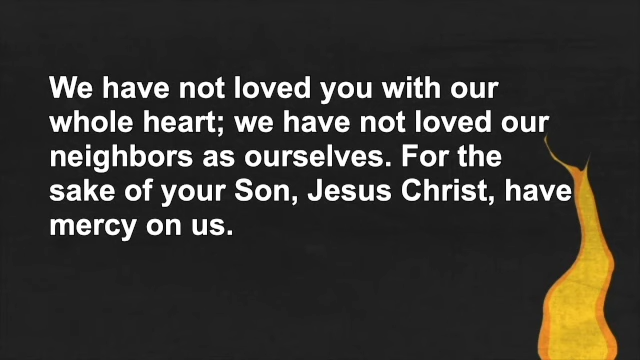 We have not loved you with our
whole heart; we have not loved our
neighbors as ourselves. For the
sake of your Son, Jesus Christ, have
mercy on us.